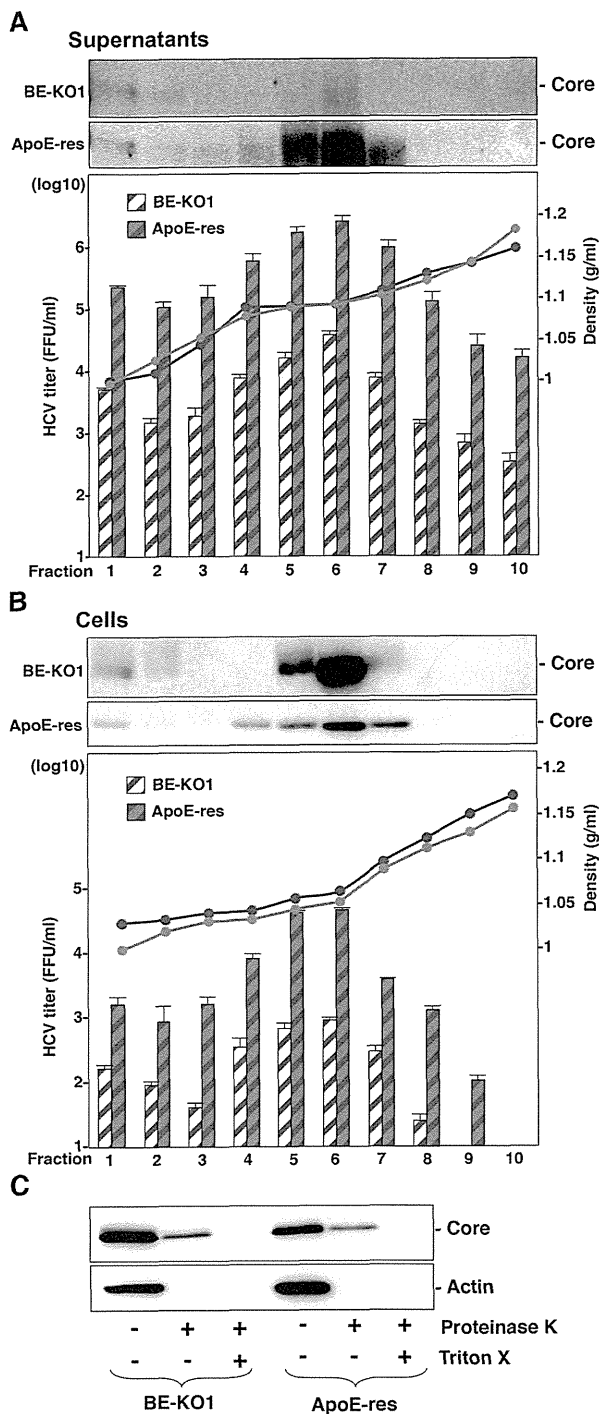 A
Supernatants
BE-KO1 - Core
ApoE-res - Core
(log10)
BE-KO1
ApoE-res
HCV titer (FFU/ml)
6
5
4
3
2
1
Density (g/ml)
1.2
1.15
1.1
1.05
1
Fraction 1 2 3 4 5 6 7 8 9 10
B
Cells
BE-KO1 - Core
ApoE-res - Core
(log10)
BE-KO1
ApoE-res
HCV titer (FFU/ml)
5
4
3
2
1
Density (g/ml)
1.2
1.15
1.1
1.05
1
Fraction 1 2 3 4 5 6 7 8 9 10
C
- Core
- Actin
- + + - + + Proteinase K
- - + - - + Triton X
BE-KO1 ApoE-res